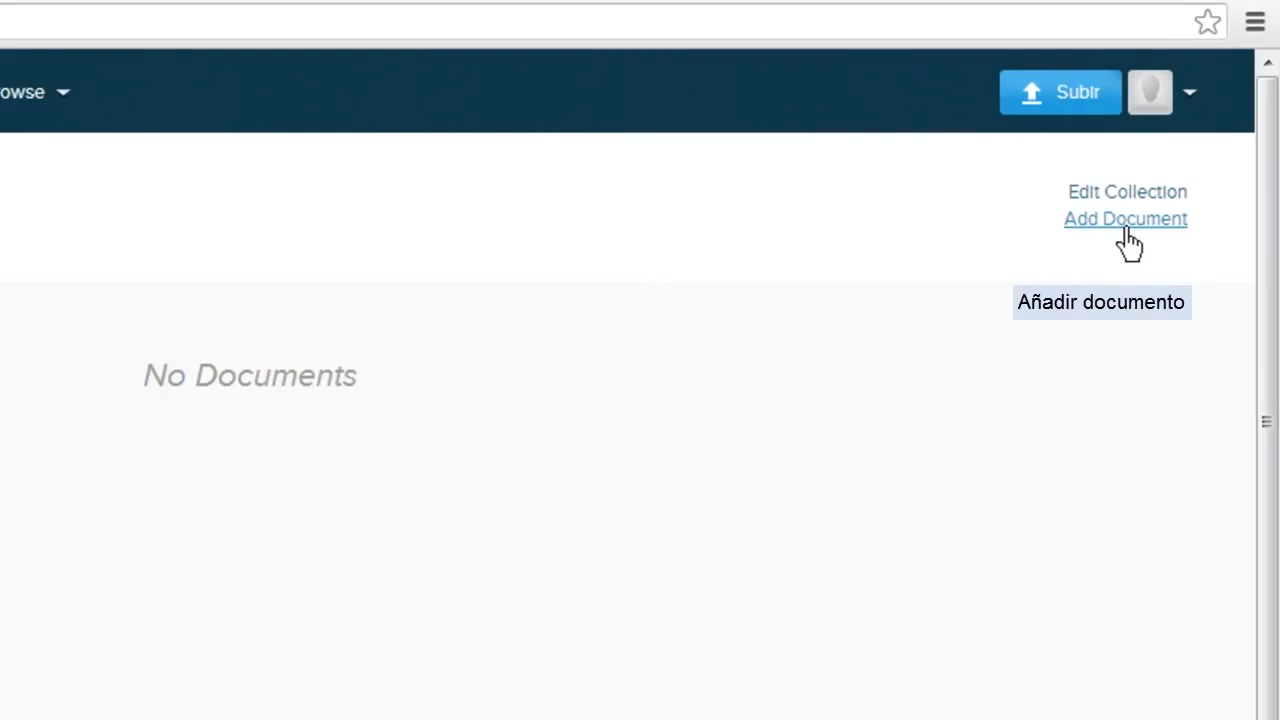 owse
Subir
Edit Collection
Add Document
Añadir documento
No Documents